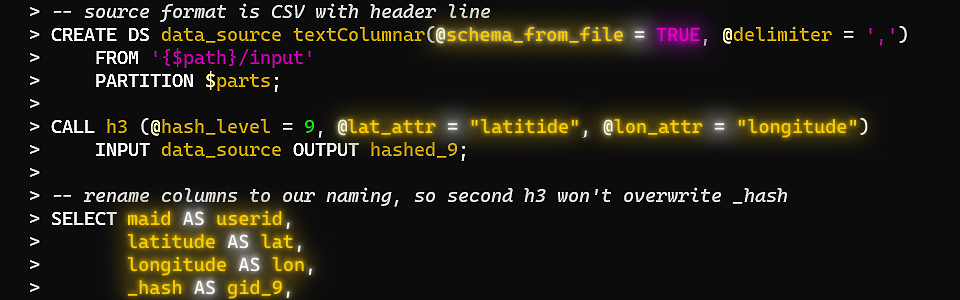 > -- source format is CSV with header line
> CREATE DS data_source textColumnar(@schema_from_file = TRUE, @delimiter = ',')
>     FROM '{$path}/input'
>     PARTITION $parts;
>
> CALL h3 (@hash_level = 9, @lat_attr = "latitide", @lon_attr = "longitude")
>     INPUT data_source OUTPUT hashed_9;
>
> -- rename columns to our naming, so second h3 won't overwrite _hash
> SELECT maid AS userid,
>        latitude AS lat,
>        longitude AS lon,
>        _hash AS gid_9,